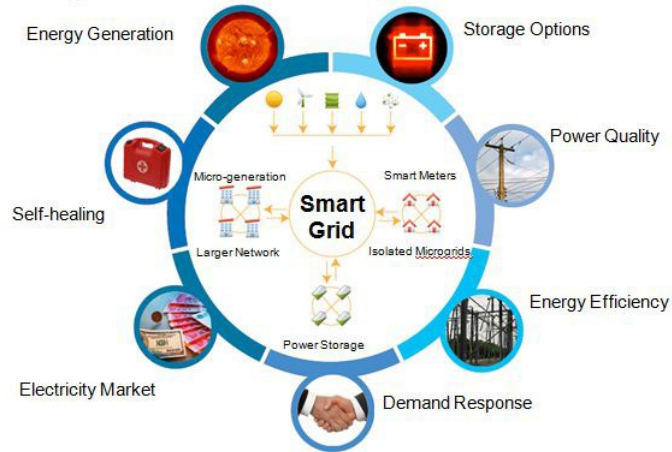 Energy Generation
Storage Options
Power Quality
Micro-generation
Smart Meters
Smart
Grid
Self-healing
Larger Network
Isolated Microgrids
Energy Efficiency
Power Storage
Electricity Market
Demand Response